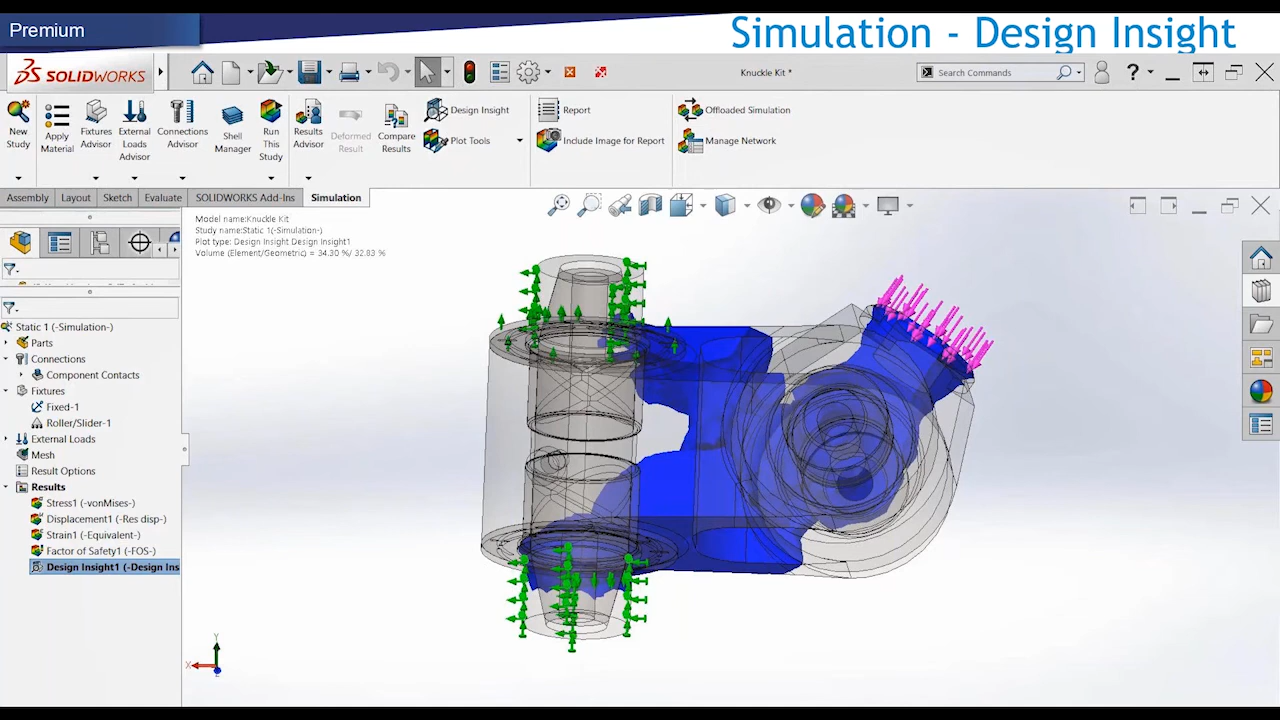 Premium
Simulation - Design Insight
SOLIDWORKS
Knuckle Kit *
Search Commands
?
New Study
Apply Material
Fixtures Advisor
External Loads Advisor
Connections Advisor
Shell Manager
Run This Study
Results Advisor
Deformed Result
Compare Results
Design Insight
Plot Tools
Report
Include Image for Report
Offloaded Simulation
Manage Network
Assembly
Layout
Sketch
Evaluate
SOLIDWORKS Add-Ins
Simulation
Model name:Knuckle Kit
Study name:Static 1(-Simulation-)
Plot type: Design Insight Design Insight1
Volume (Element/Geometric) = 34.30 %/ 32.83 %
Static 1 (-Simulation-)
Parts
Connections
Component Contacts
Fixtures
Fixed-1
Roller/Slider-1
External Loads
Mesh
Result Options
Results
Stress1 (-vonMises-)
Displacement1 (-Res disp-)
Strain1 (-Equivalent-)
Factor of Safety1 (-FOS-)
Design Insight1 (-Design Ins
Y
X